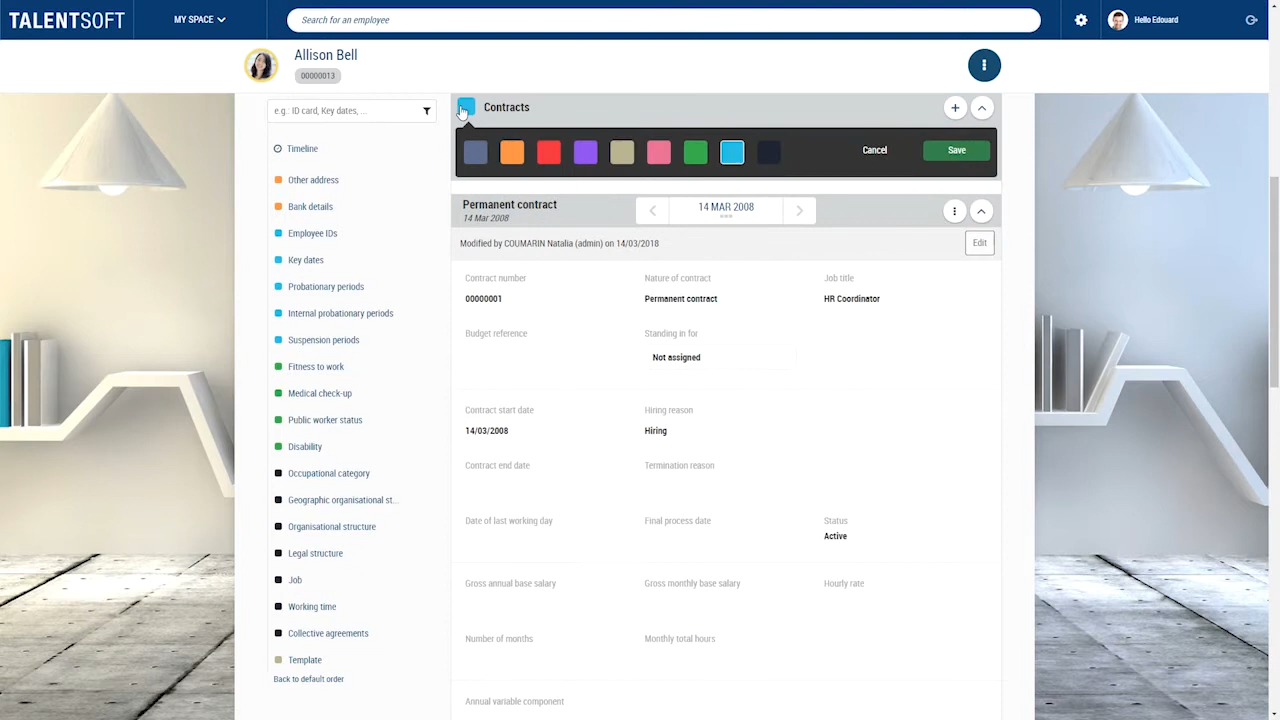 TALENTSOFT
MY SPACE
Search for an employee
Hello Edouard
Allison Bell
00000013
e.g.: ID card, Key dates, ...
Timeline
Other address
Bank details
Employee IDs
Key dates
Probationary periods
Internal probationary periods
Suspension periods
Fitness to work
Medical check-up
Public worker status
Disability
Occupational category
Geographic organisational st...
Organisational structure
Legal structure
Job
Working time
Collective agreements
Template
Back to default order
Contracts
Cancel
Save
Permanent contract
14 Mar 2008
14 MAR 2008
Modified by COUMARIN Natalia (admin) on 14/03/2018
Edit
Contract number
Nature of contract
Job title
00000001
Permanent contract
HR Coordinator
Budget reference
Standing in for
Not assigned
Contract start date
Hiring reason
14/03/2008
Hiring
Contract end date
Termination reason
Date of last working day
Final process date
Status
Active
Gross annual base salary
Gross monthly base salary
Hourly rate
Number of months
Monthly total hours
Annual variable component